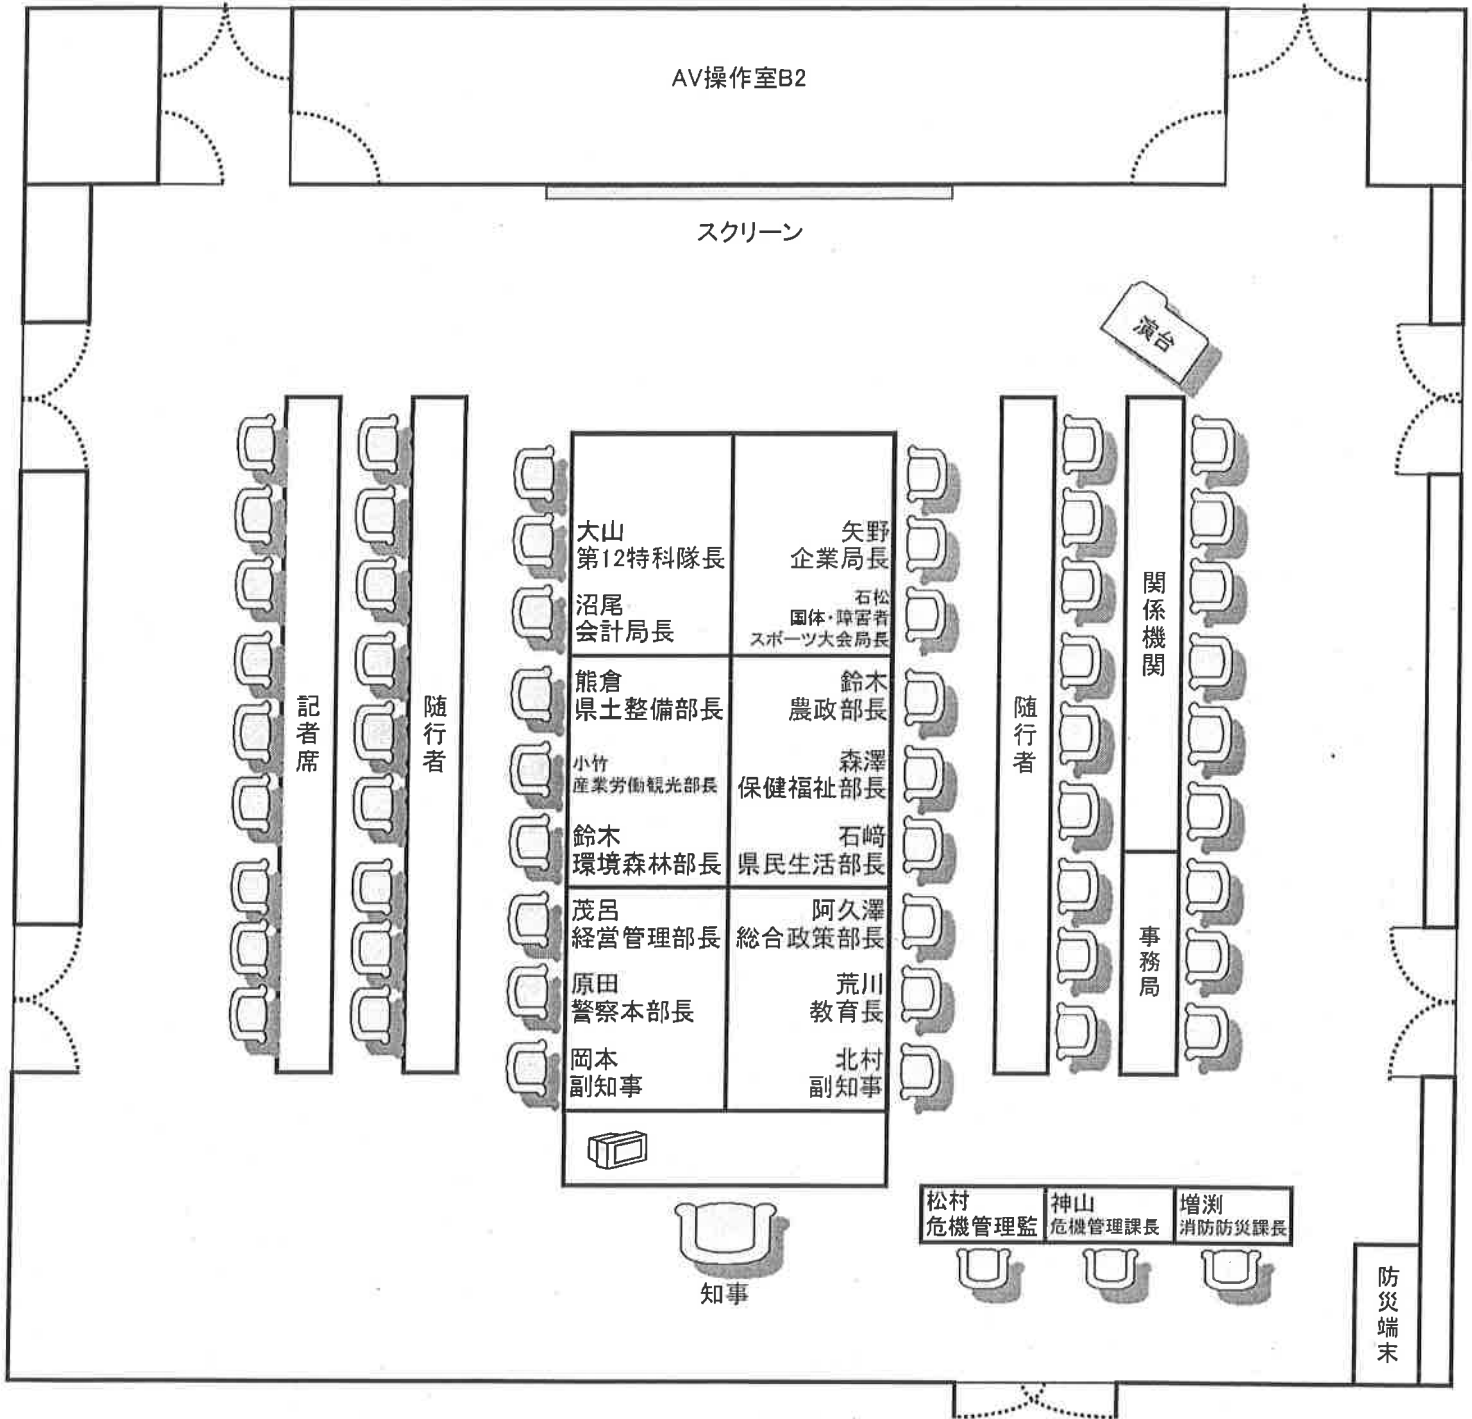 AV操作室B2
スクリーン
演台
記者席
随行者
大山
第12特科隊長
沼尾
会計局長
熊倉
県土整備部長
小竹
産業労働観光部長
鈴木
環境森林部長
茂呂
経営管理部長
原田
警察本部長
岡本
副知事
矢野
企業局長
石松
国体・障害者
スポーツ大会局長
鈴木
農政部長
森澤
保健福祉部長
石﨑
県民生活部長
阿久澤
総合政策部長
荒川
教育長
北村
副知事
随行者
関係機関
事務局
知事
松村
危機管理監
神山
危機管理課長
増渕
消防防災課長
防災端末